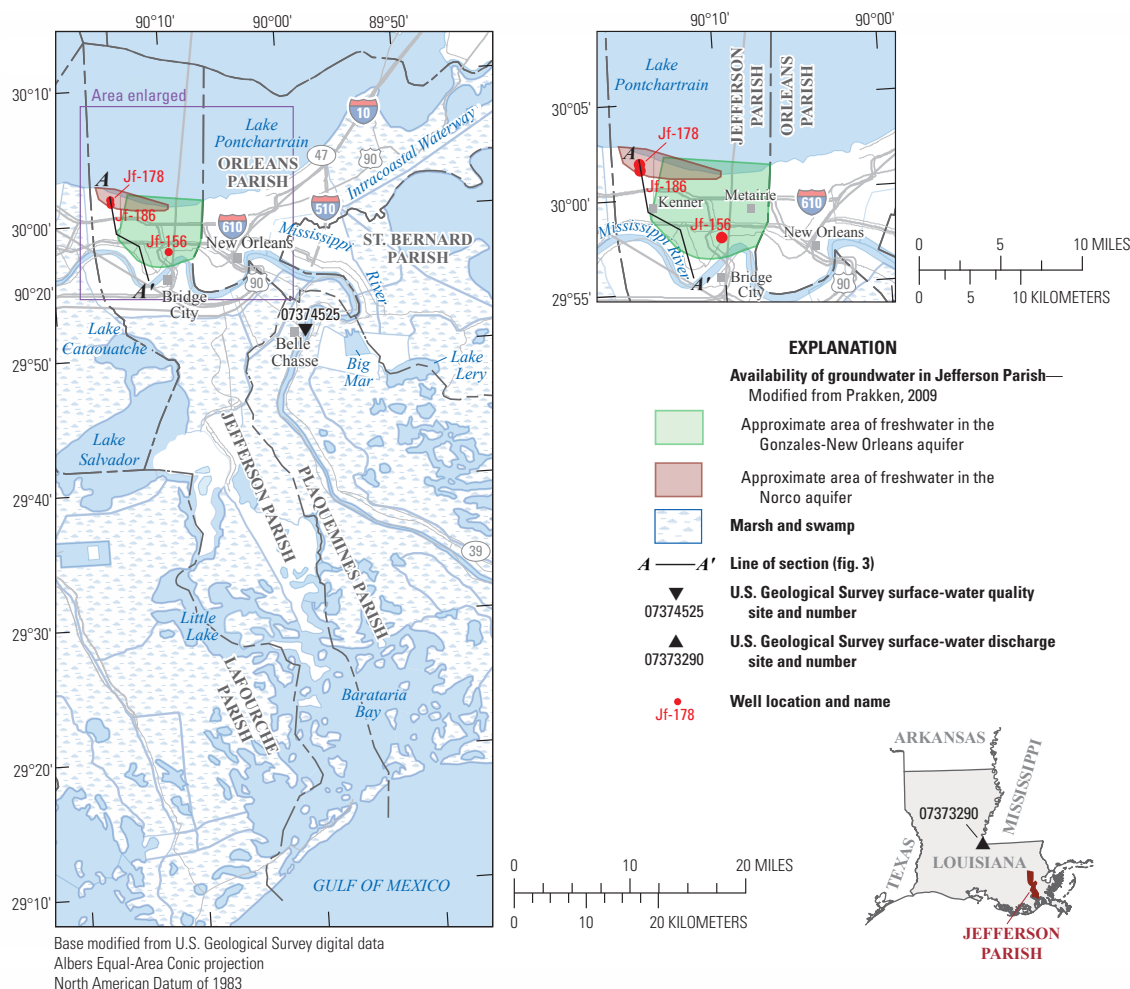 90°10'
90°00'
89°50'
30°10'
30°00'
90°20'
29°50'
29°40'
29°30'
29°20'
29°10'
Area enlarged
Lake
Pontchartrain
ORLEANS
PARISH
10
47
90
Intracoastal Waterway
510
610
A
Jf-178
Jf-186
Jf-156
New Orleans
Mississippi
River
ST. BERNARD
PARISH
90
A'
Bridge
City
07374525
Belle
Chasse
Lake
Cataouatche
Big
Mar
Lake
Lery
Lake
Salvador
JEFFERSON PARISH
PLAQUEMINES PARISH
39
Little
Lake
LAFOURCHE
PARISH
Barataria
Bay
GULF OF MEXICO
Base modified from U.S. Geological Survey digital data
Albers Equal-Area Conic projection
North American Datum of 1983
0 10 20 MILES
0 10 20 KILOMETERS
90°10'
90°00'
30°05'
30°00'
29°55'
Lake
Pontchartrain
JEFFERSON
PARISH
ORLEANS
PARISH
A
Jf-178
Jf-186
Kenner
Metairie
610
Jf-156
New Orleans
Mississippi River
A'
Bridge
City
90
0 5 10 MILES
0 5 10 KILOMETERS
EXPLANATION
Availability of groundwater in Jefferson Parish—
Modified from Prakken, 2009
Approximate area of freshwater in the
Gonzales-New Orleans aquifer
Approximate area of freshwater in the
Norco aquifer
Marsh and swamp
A A' Line of section (fig. 3)
U.S. Geological Survey surface-water quality
07374525 site and number
U.S. Geological Survey surface-water discharge
07373290 site and number
Well location and name
Jf-178
ARKANSAS
MISSISSIPPI
07373290
TEXAS
LOUISIANA
JEFFERSON
PARISH